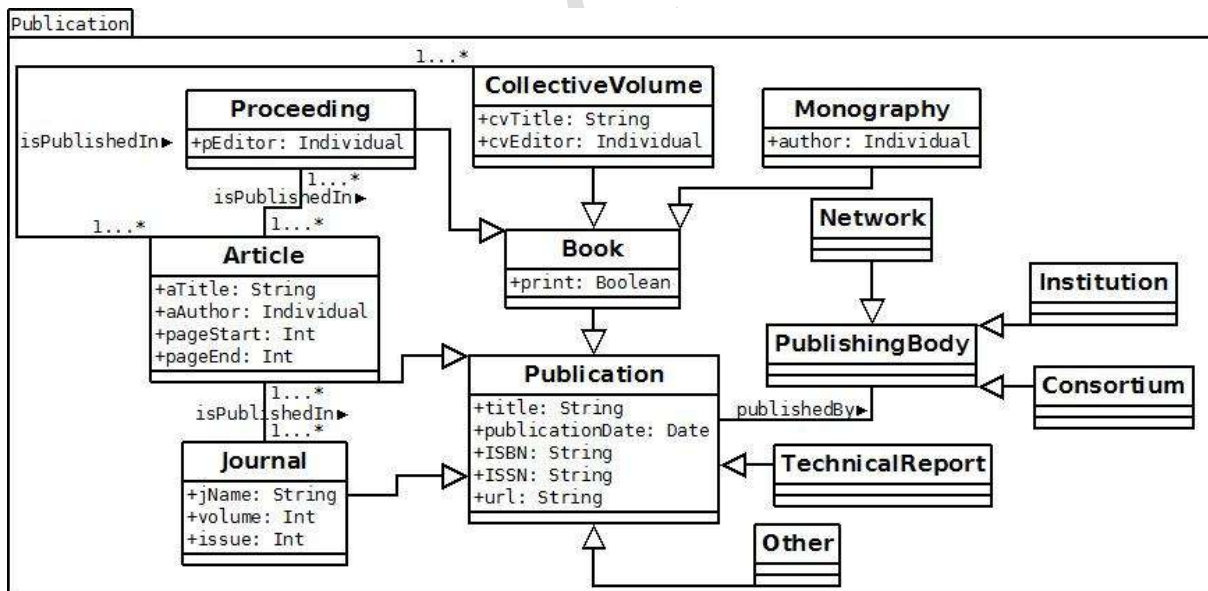 Publication
1...*
CollectiveVolume
+cvTitle: String
+cvEditor: Individual
Proceeding
+pEditor: Individual
Monography
+author: Individual
isPublishedIn►
1...*
isPublishedIn►
1...*
1...*
Article
+aTitle: String
+aAuthor: Individual
+pageStart: Int
+pageEnd: Int
Book
+print: Boolean
Network
Institution
PublishingBody
Consortium
Publication
+title: String
+publicationDate: Date
+ISBN: String
+ISSN: String
+url: String
publishedBy►
1...*
isPublishedIn►
1...*
Journal
+jName: String
+volume: Int
+issue: Int
TechnicalReport
Other